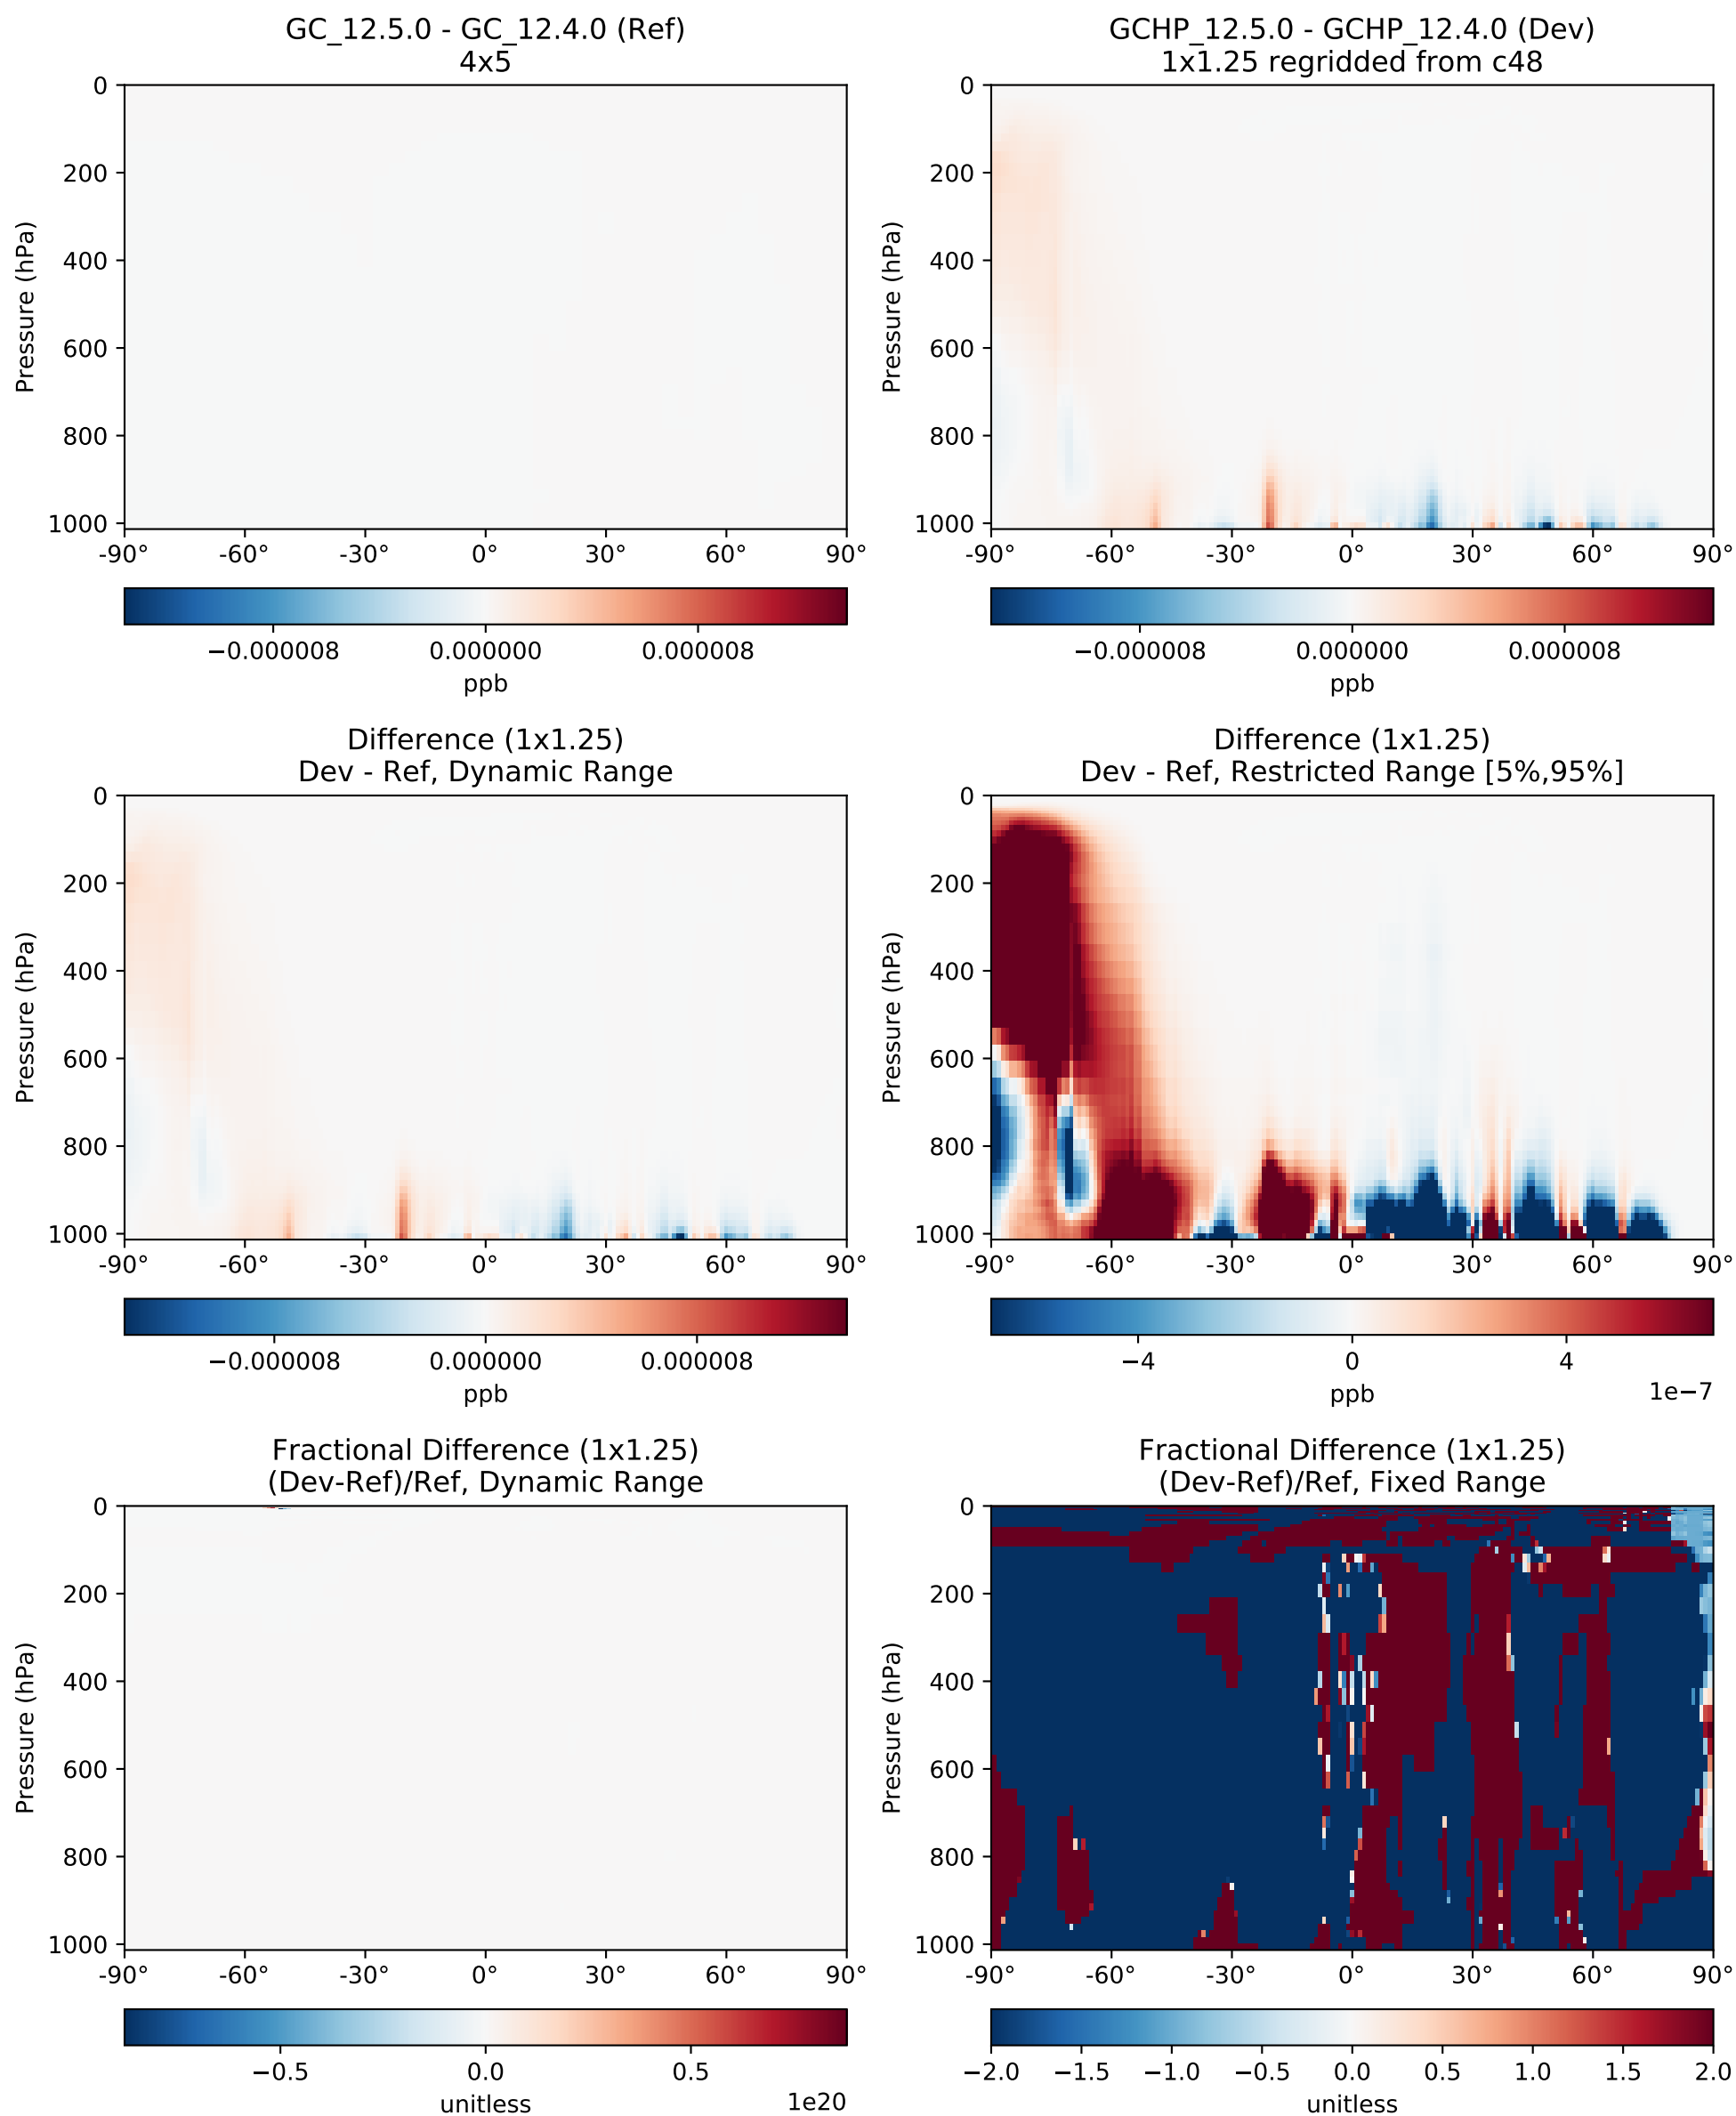 GC_12.5.0 - GC_12.4.0 (Ref)
4x5
0
200
400
600
800
1000
Pressure (hPa)
-90° -60° -30° 0° 30° 60° 90°
−0.000008 0.000000 0.000008
ppb
GCHP_12.5.0 - GCHP_12.4.0 (Dev)
1x1.25 regridded from c48
0
200
400
600
800
1000
Pressure (hPa)
-90° -60° -30° 0° 30° 60° 90°
−0.000008 0.000000 0.000008
ppb
Difference (1x1.25)
Dev - Ref, Dynamic Range
0
200
400
600
800
1000
Pressure (hPa)
-90° -60° -30° 0° 30° 60° 90°
−0.000008 0.000000 0.000008
ppb
Difference (1x1.25)
Dev - Ref, Restricted Range [5%,95%]
0
200
400
600
800
1000
Pressure (hPa)
-90° -60° -30° 0° 30° 60° 90°
−4 0 4
ppb
1e−7
Fractional Difference (1x1.25)
(Dev-Ref)/Ref, Dynamic Range
0
200
400
600
800
1000
Pressure (hPa)
-90° -60° -30° 0° 30° 60° 90°
−0.5 0.0 0.5
unitless
1e20
Fractional Difference (1x1.25)
(Dev-Ref)/Ref, Fixed Range
0
200
400
600
800
1000
Pressure (hPa)
-90° -60° -30° 0° 30° 60° 90°
−2.0 −1.5 −1.0 −0.5 0.0 0.5 1.0 1.5 2.0
unitless